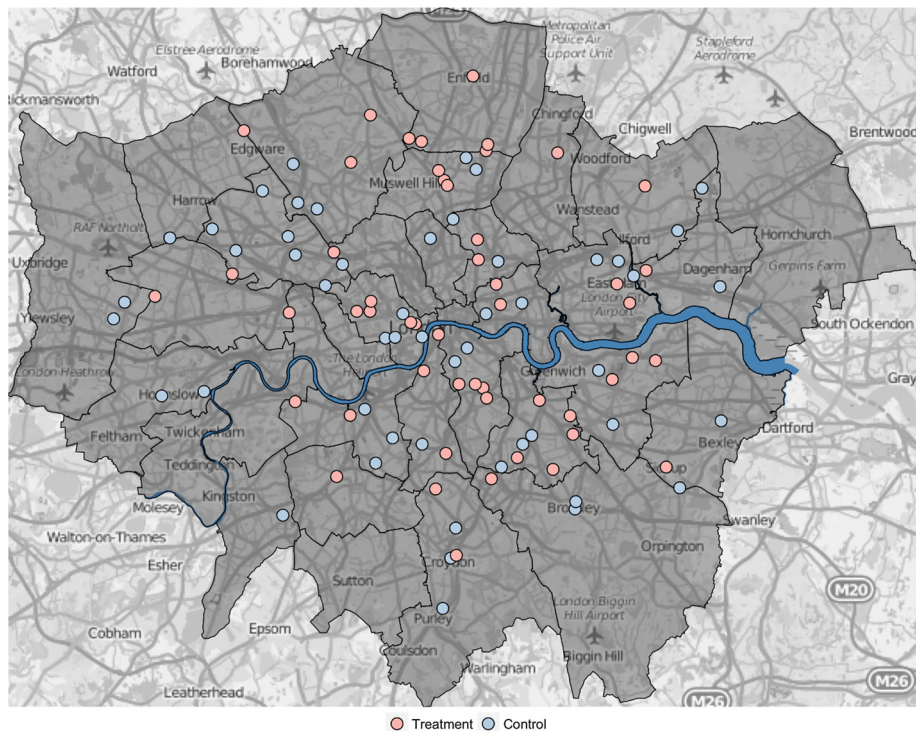 Metropolitan
Police Air
Support Unit
Elstree Aerodrome
Borehamwood
Stapleford
Aerodrome
Watford
Enfield
Rickmansworth
Chingford
Chigwell
Brentwood
Edgware
Woodford
Muswell Hill
Harrow
Wanstead
RAF Northolt
Ilford
Hornchurch
Uxbridge
Dagenham
Gerpins Farm
East Ham
London City
Airport
Yiewsley
South Ockendon
London
The London
London Heathrow
Greenwich
Gray
Hounslow
Dartford
Twickenham
Feltham
Bexley
Teddington
Sidcup
Kingston
Molesey
Bromley
Swanley
Walton-on-Thames
Orpington
Esher
Croydon
Sutton
M20
London Biggin
Hill Airport
Purley
Cobham
Epsom
Coulsdon
Biggin Hill
Warlingham
M26
Leatherhead
M26
Treatment Control